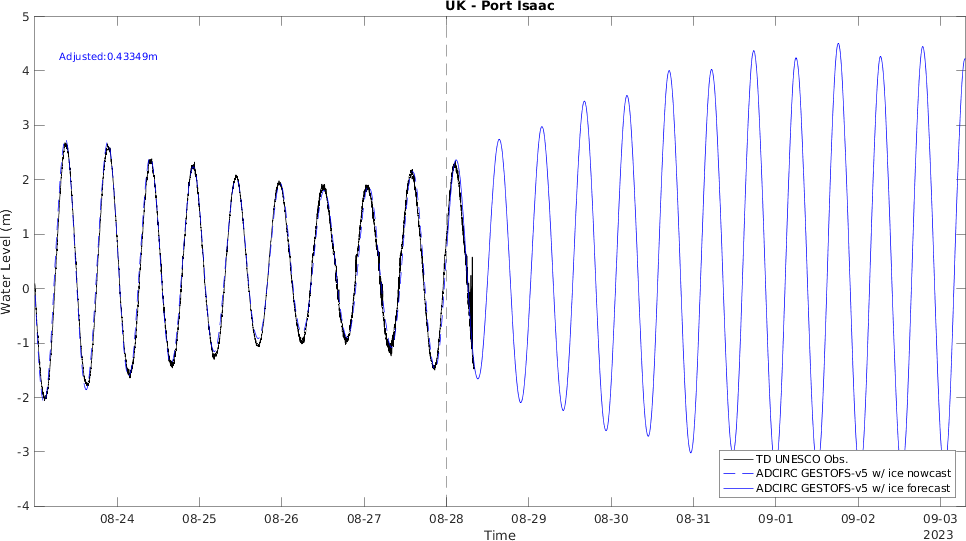 UK - Port Isaac
Adjusted:0.43349m
Water Level (m)
5
4
3
2
1
0
-1
-2
-3
-4
TD UNESCO Obs.
ADCIRC GESTOFS-v5 w/ ice nowcast
ADCIRC GESTOFS-v5 w/ ice forecast
08-24 08-25 08-26 08-27 08-28 08-29 08-30 08-31 09-01 09-02 09-03
Time
2023